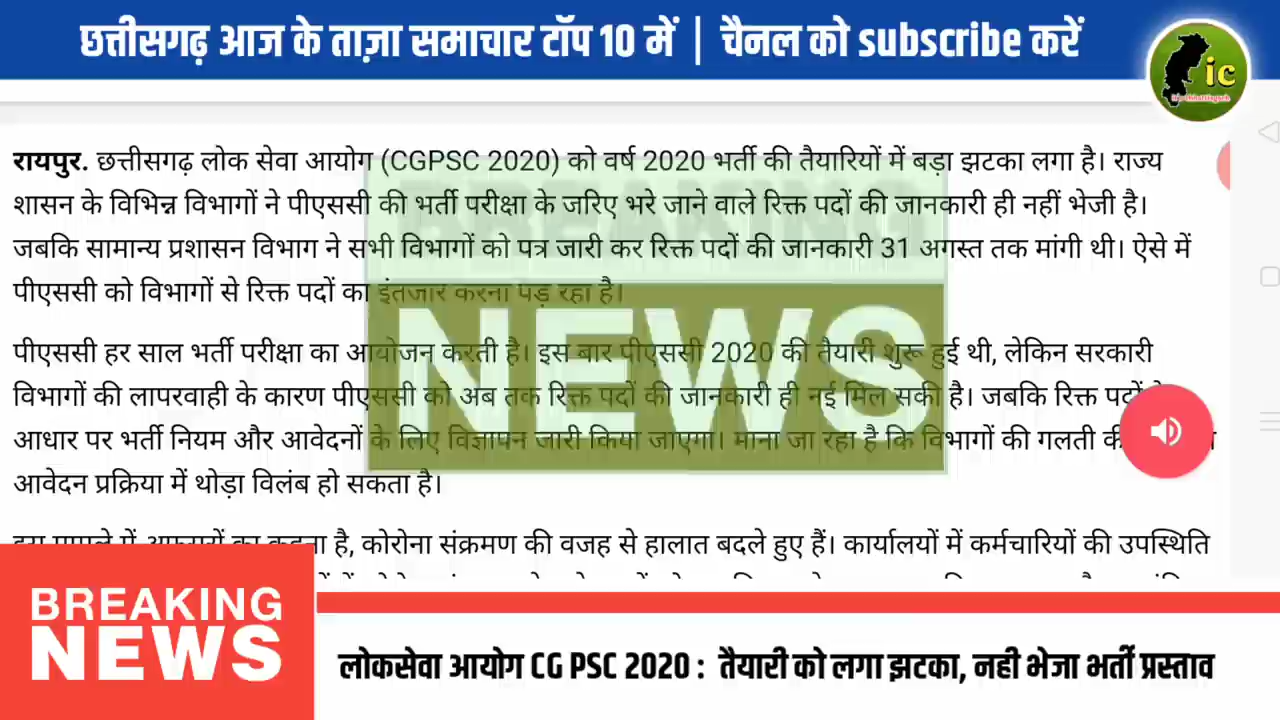 छत्तीसगढ़ आज के ताज़ा समाचार टॉप 10 में | चैनल को subscribe करें
ic
रायपुर. छत्तीसगढ़ लोक सेवा आयोग (CGPSC 2020) को वर्ष 2020 भर्ती की तैयारियों में बड़ा झटका लगा है। राज्य
शासन के विभिन्न विभागों ने पीएससी की भर्ती परीक्षा के जरिए भरे जाने वाले रिक्त पदों की जानकारी ही नहीं भेजी है।
जबकि सामान्य प्रशासन विभाग ने सभी विभागों को पत्र जारी कर रिक्त पदों की जानकारी 31 अगस्त तक मांगी थी। ऐसे में
पीएससी को विभागों से रिक्त पदों का इंतजार करना पड़ रहा है।
BREAKING
NEWS
पीएससी हर साल भर्ती परीक्षा का आयोजन करती है। इस बार पीएससी 2020 की तैयारी शुरू हुई थी, लेकिन सरकारी
विभागों की लापरवाही के कारण पीएससी को अब तक रिक्त पदों की जानकारी ही नई मिल सकी है। जबकि रिक्त पदों
आधार पर भर्ती नियम और आवेदनों के लिए विज्ञापन जारी किया जाएगा। माना जा रहा है कि विभागों की गलती
आवेदन प्रक्रिया में थोड़ा विलंब हो सकता है।
इस मामले में अफसरों का कहना है, कोरोना संक्रमण की वजह से हालात बदले हुए हैं। कार्यालयों में कर्मचारियों की उपस्थिति
BREAKING
NEWS
लोकसेवा आयोग CG PSC 2020 : तैयारी को लगा झटका, नही भेजा भर्ती प्रस्ताव